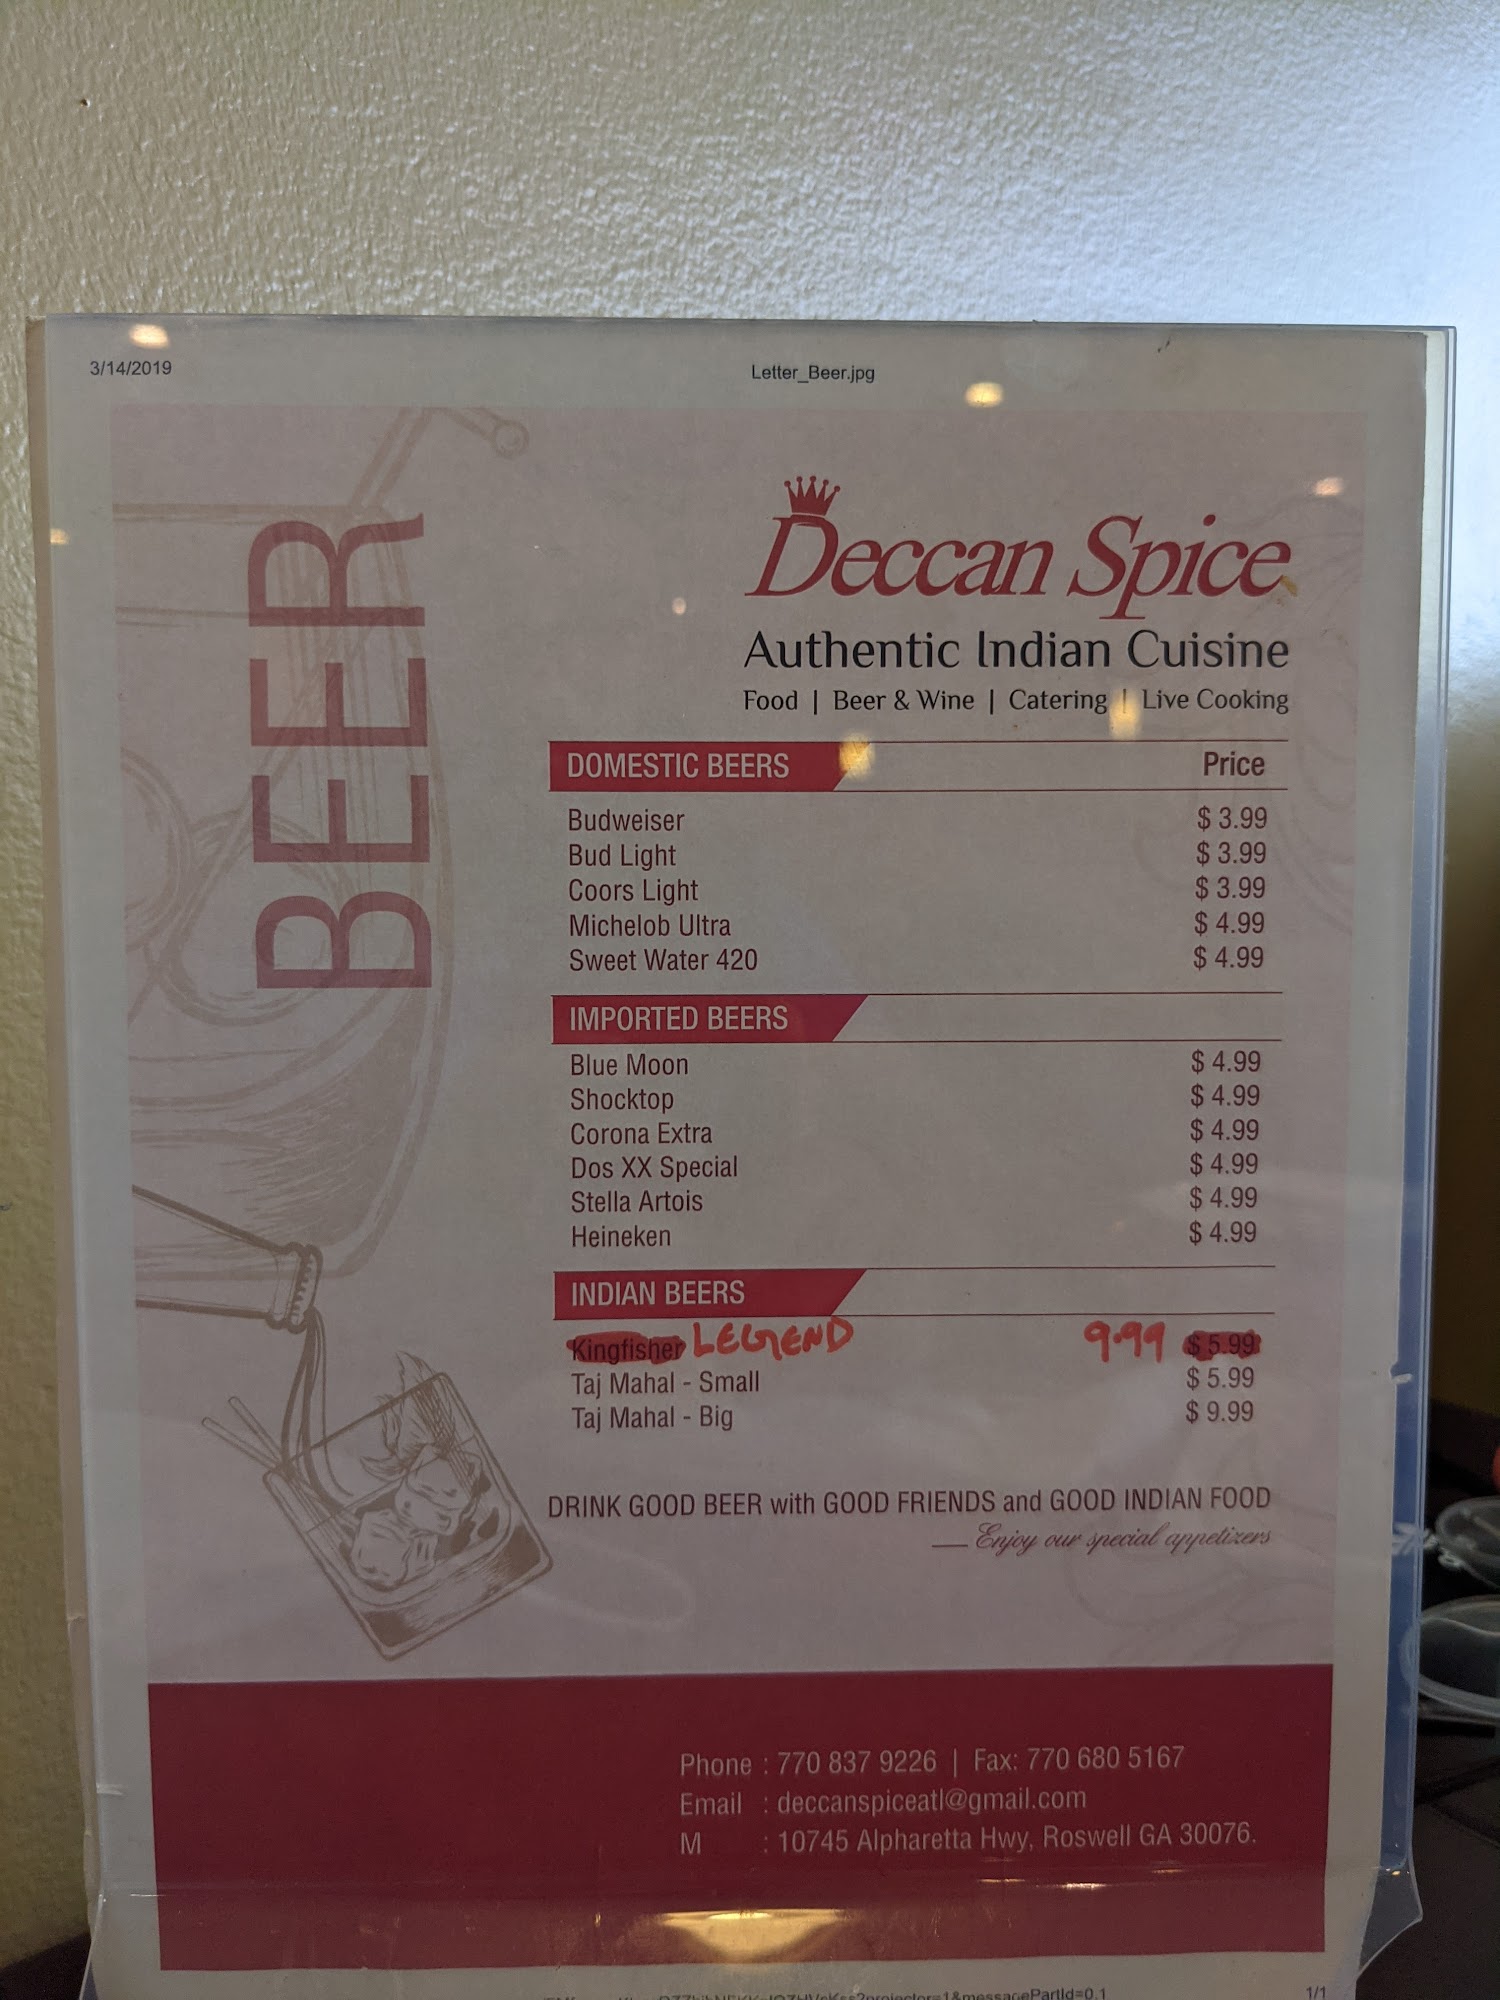 3/14/2019 Letter_Beer.jpg
BEER
Deccan Spice
Authentic Indian Cuisine
Food | Beer & Wine | Catering | Live Cooking
DOMESTIC BEERS Price
Budweiser $ 3.99
Bud Light $ 3.99
Coors Light $ 3.99
Michelob Ultra $ 4.99
Sweet Water 420 $ 4.99
IMPORTED BEERS
Blue Moon $ 4.99
Shocktop $ 4.99
Corona Extra $ 4.99
Dos XX Special $ 4.99
Stella Artois $ 4.99
Heineken $ 4.99
INDIAN BEERS
Kingfisher LEGEND 9.99 $ 5.99
Taj Mahal - Small $ 5.99
Taj Mahal - Big $ 9.99
DRINK GOOD BEER with GOOD FRIENDS and GOOD INDIAN FOOD
Enjoy our special appetizers
Phone : 770 837 9226 | Fax: 770 680 5167
Email : deccanspiceatl@gmail.com
M : 10745 Alpharetta Hwy, Roswell GA 30076.
1/1